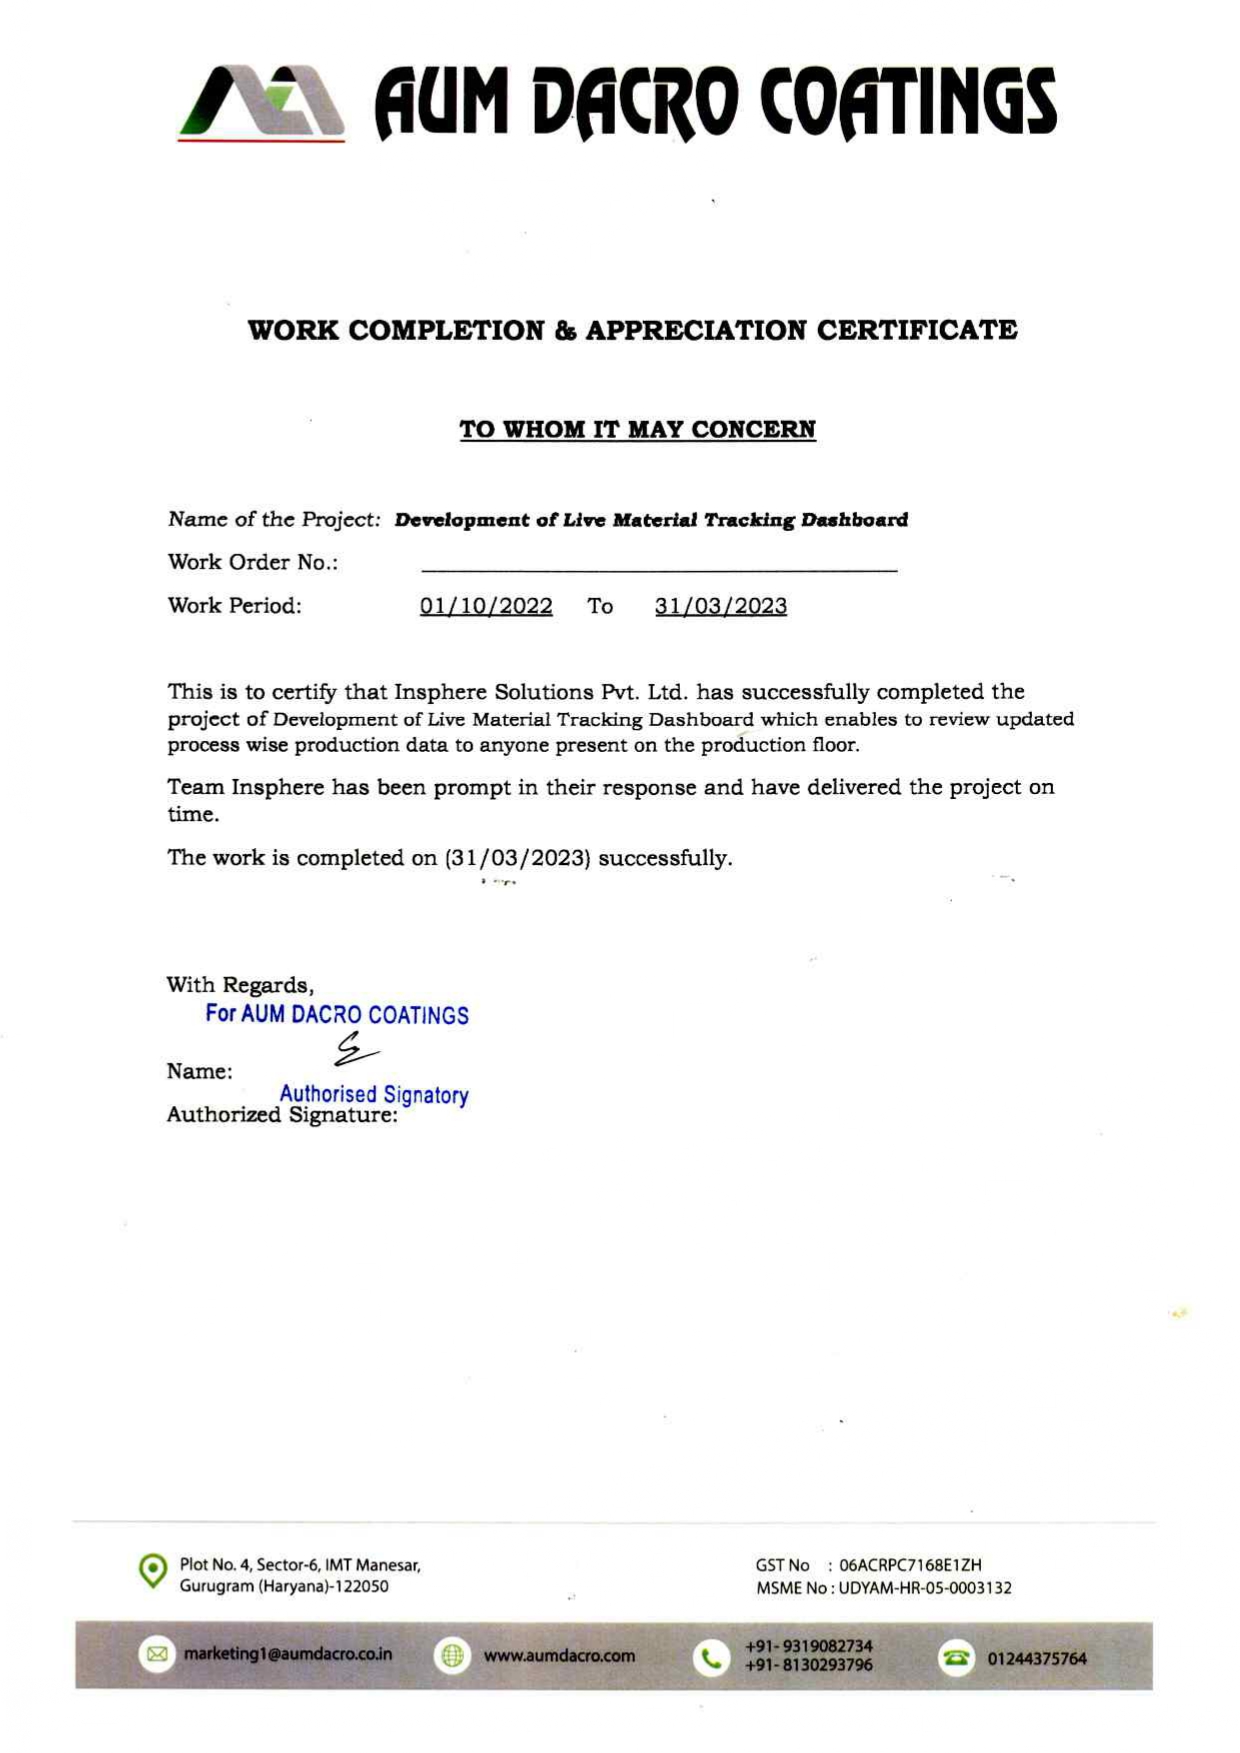 AUM DACRO COATINGS
WORK COMPLETION & APPRECIATION CERTIFICATE
TO WHOM IT MAY CONCERN
Name of the Project: Development of Live Material Tracking Dashboard
Work Order No.:
Work Period: 01/10/2022 To 31/03/2023
This is to certify that Insphere Solutions Pvt. Ltd. has successfully completed the
project of Development of Live Material Tracking Dashboard which enables to review updated
process wise production data to anyone present on the production floor.
Team Insphere has been prompt in their response and have delivered the project on
time.
The work is completed on (31/03/2023) successfully.
With Regards,
For AUM DACRO COATINGS
Name:
Authorised Signatory
Authorized Signature:
Plot No. 4, Sector-6, IMT Manesar,
Gurugram (Haryana)-122050
GST No : 06ACRPC7168E1ZH
MSME No : UDYAM-HR-05-0003132
marketing1@aumdacro.co.in
www.aumdacro.com
+91- 9319082734
+91- 8130293796
01244375764